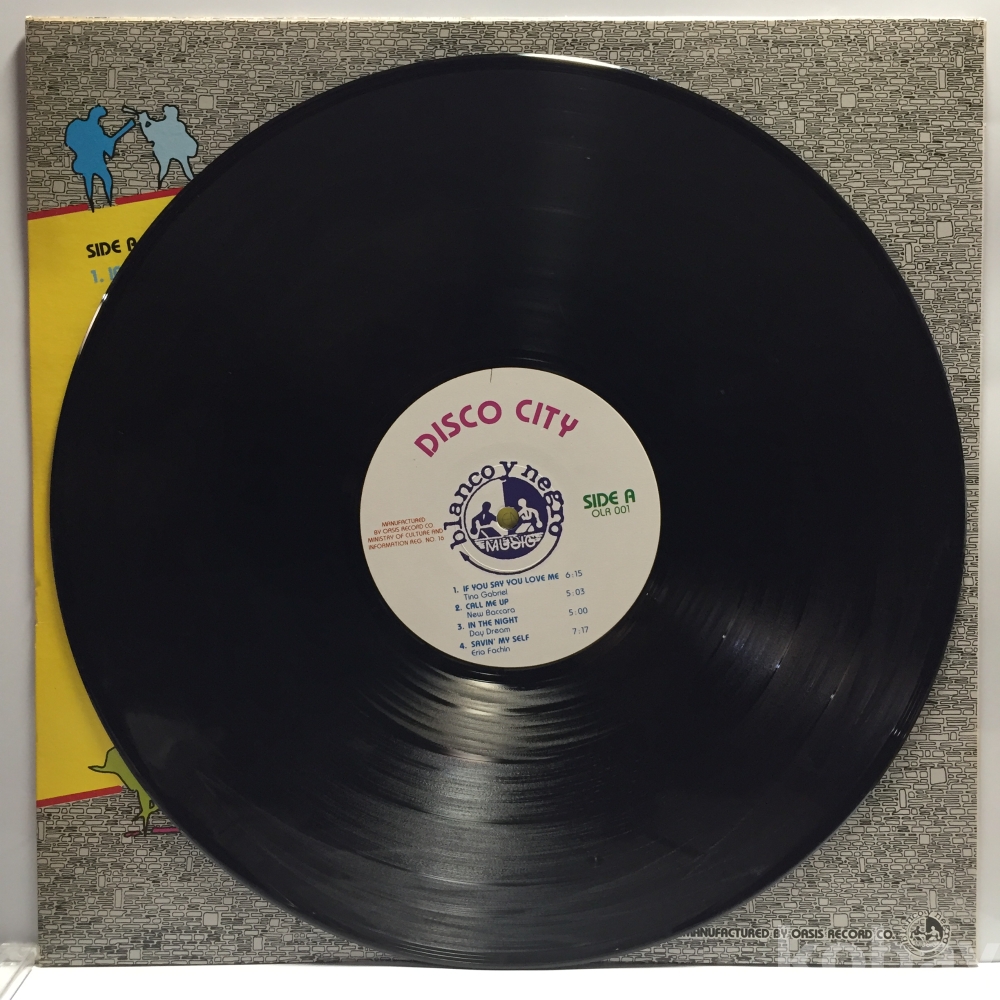 SIDE A
1. IF
DISCO CITY
blanco y negro
MUSIC
SIDE A
OLR 001
MANUFACTURED
BY OASIS RECORD CO.
MINISTRY OF CULTURE AND
INFORMATION REG. NO. 16
1. IF YOU SAY YOU LOVE ME 6:15
Tina Gabriel
2. CALL ME UP 5:03
New Baccara
3. IN THE NIGHT 5:00
Day Dream
4. SAVIN' MY SELF 7:17
Eria Fachin
MANUFACTURED BY OASIS RECORD CO.